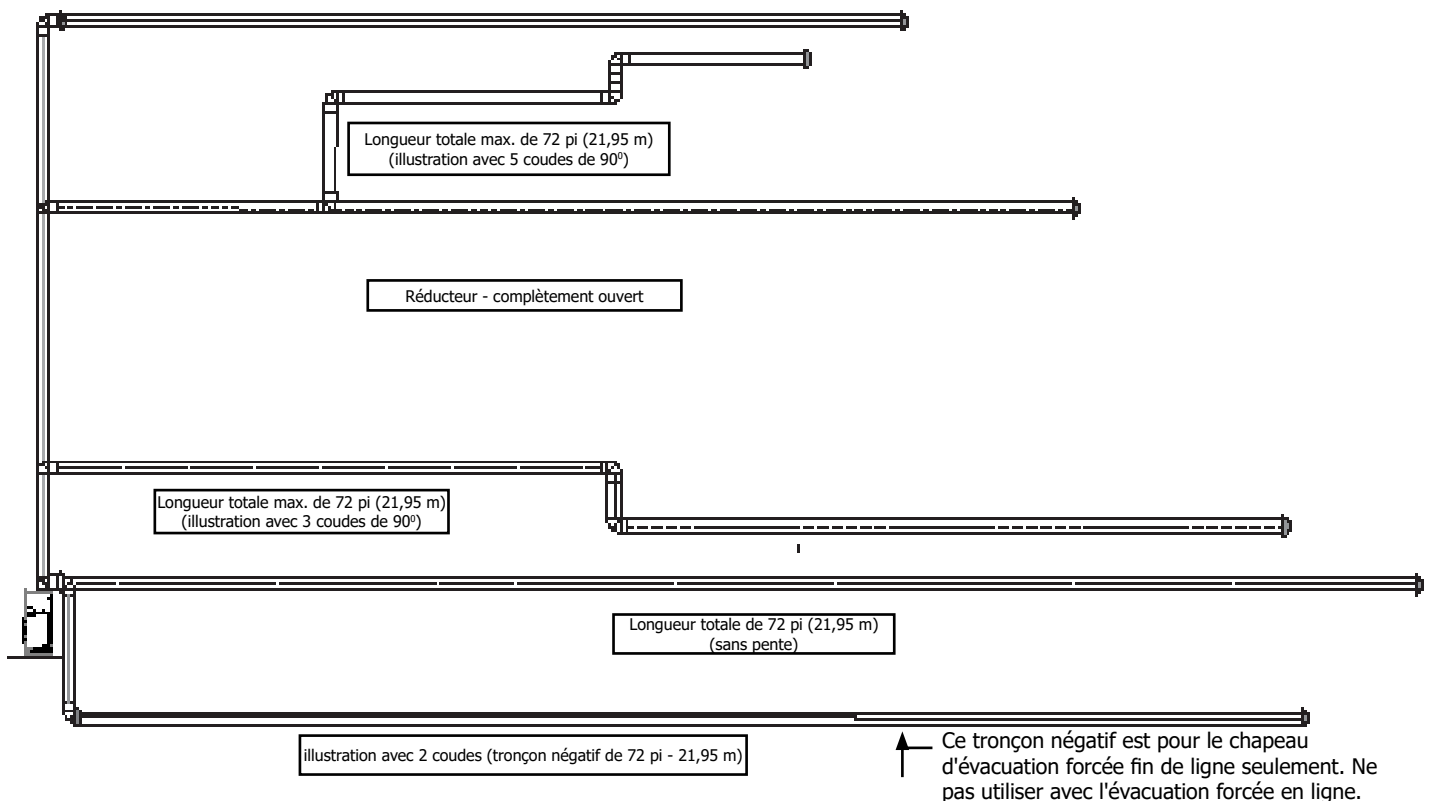 Longueur totale max. de 72 pi (21,95 m)
(illustration avec 5 coudes de 90⁰)
Réducteur - complètement ouvert
Longueur totale max. de 72 pi (21,95 m)
(illustration avec 3 coudes de 90⁰)
Longueur totale de 72 pi (21,95 m)
(sans pente)
illustration avec 2 coudes (tronçon négatif de 72 pi - 21,95 m)
Ce tronçon négatif est pour le chapeau
d'évacuation forcée fin de ligne seulement. Ne
pas utiliser avec l'évacuation forcée en ligne.